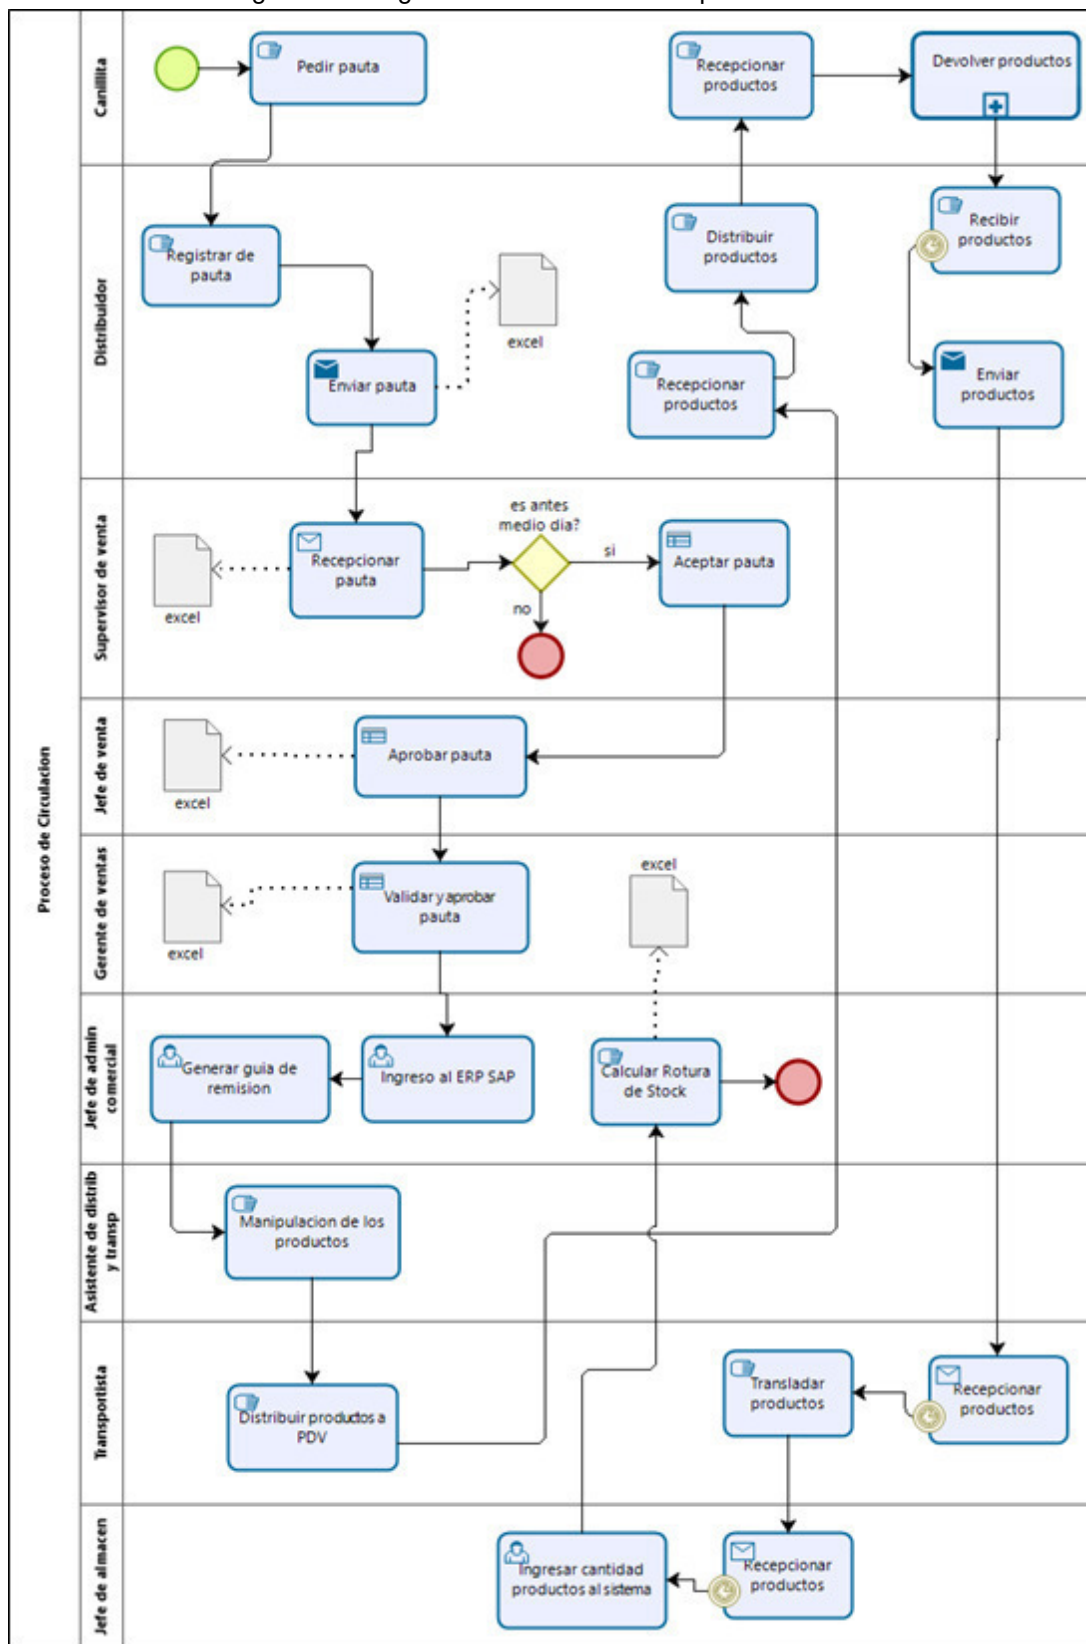 Proceso de Circulacion
Canillita
Pedir pauta
Recepcionar
productos
Devolver productos
Distribuidor
Registrar de
pauta
Enviar pauta
excel
Distribuir
productos
Recepcionar
productos
Recibir
productos
Enviar
productos
Supervisor de venta
excel
Recepcionar
pauta
es antes
medio dia?
si
no
Aceptar pauta
Jefe de venta
excel
Aprobar pauta
Gerente de ventas
excel
Validar y aprobar
pauta
excel
Jefe de admin
comercial
Generar guia de
remision
Ingreso al ERP SAP
Calcular Rotura
de Stock
Asistente de distrib
y transp
Manipulacion de los
productos
Transportista
Distribuir productos a
PDV
Transladar
productos
Recepcionar
productos
Jefe de almacen
Ingresar cantidad
productos al sistema
Recepcionar
productos